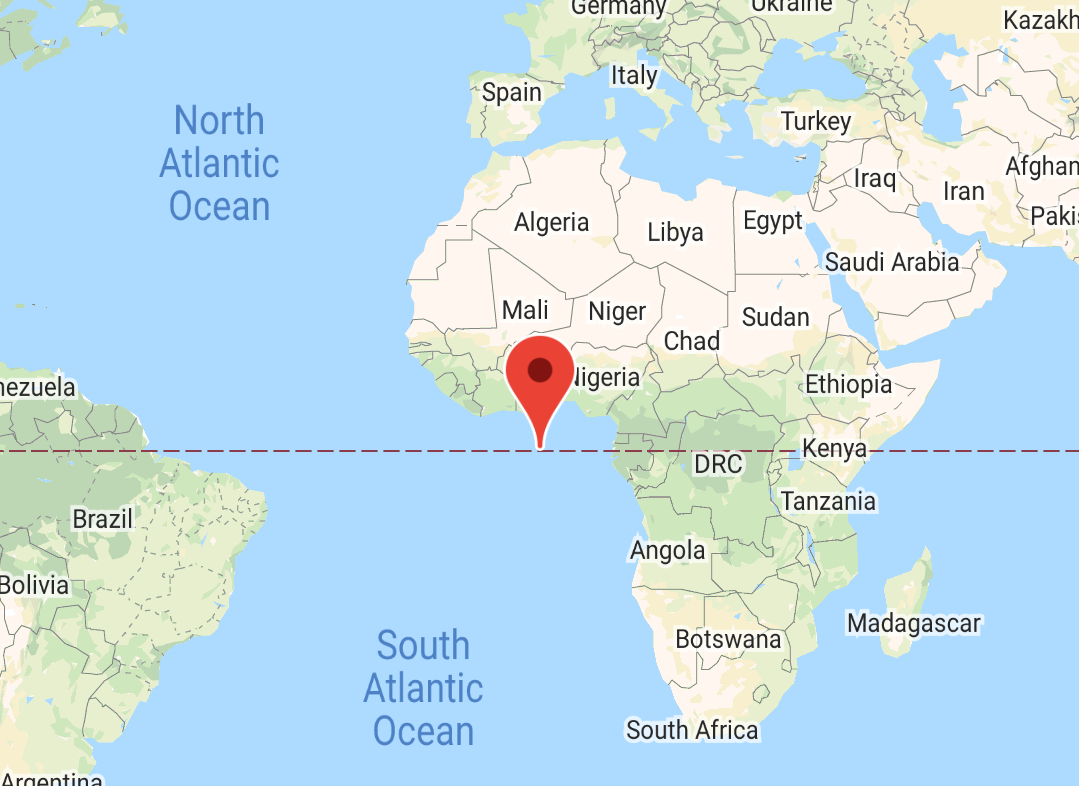 Germany
Ukraine
Kazakh
Italy
Spain
North
Atlantic
Ocean
Turkey
Afghan
Iraq
Iran
Pakis
Algeria
Libya
Egypt
Saudi Arabia
Mali
Niger
Sudan
Chad
nezuela
Nigeria
Ethiopia
Kenya
DRC
Tanzania
Brazil
Angola
Bolivia
Madagascar
South
Atlantic
Ocean
Botswana
South Africa
Argentina